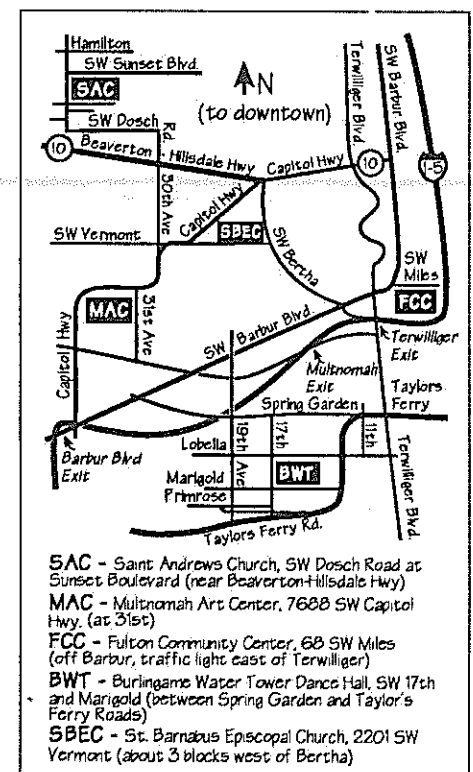 Hamilton
SW Sunset Blvd.
SAC
N
(to downtown)
SW Dosch
Rd.
10
Beaverton - Hillsdale Hwy
Capitol Hwy
10
Terwilliger Blvd.
SW Barbur Blvd.
I-5
30th Ave.
Capitol Hwy
SW Vermont
SBEC
SW Bertha
SW Miles
FCC
MAC
31st Ave.
Capitol Hwy
SW Barbur Blvd.
Terwilliger Exit
Multnomah Exit
Taylors Ferry
Spring Garden
Barbur Blvd Exit
Lobella
19th Ave
17th
11th
Terwilliger Blvd.
Marigold
BWT
Primrose
Taylors Ferry Rd.
SAC - Saint Andrews Church, SW Dosch Road at
Sunset Boulevard (near Beaverton-Hillsdale Hwy)
MAC - Multnomah Art Center, 7688 SW Capitol
Hwy. (at 31st)
FCC - Fulton Community Center, 68 SW Miles
(off Barbur, traffic light east of Terwilliger)
BWT - Burlingame Water Tower Dance Hall, SW 17th
and Marigold (between Spring Garden and Taylor's
Ferry Roads)
SBEC - St. Barnabus Episcopal Church, 2201 SW
Vermont (about 3 blocks west of Bertha)